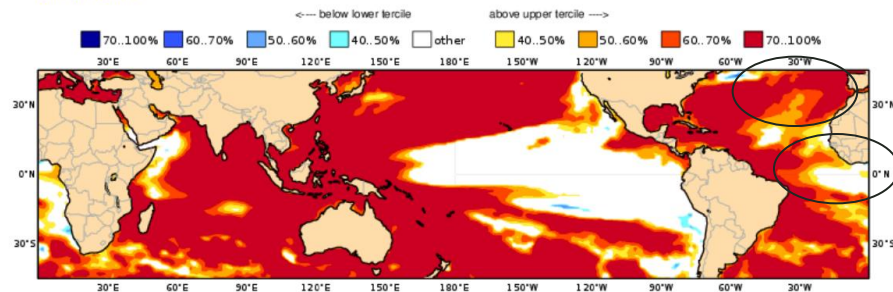 <---- below lower tercile above upper tercile ---->
70..100% 60..70% 50..60% 40..50% other 40..50% 50..60% 60..70% 70..100%
30°E 60°E 90°E 120°E 150°E 180°E 150°W 120°W 90°W 60°W 30°W
30°N 30°N
0°N 0°N
30°S 30°S
30°E 60°E 90°E 120°E 150°E 180°E 150°W 120°W 90°W 60°W 30°W